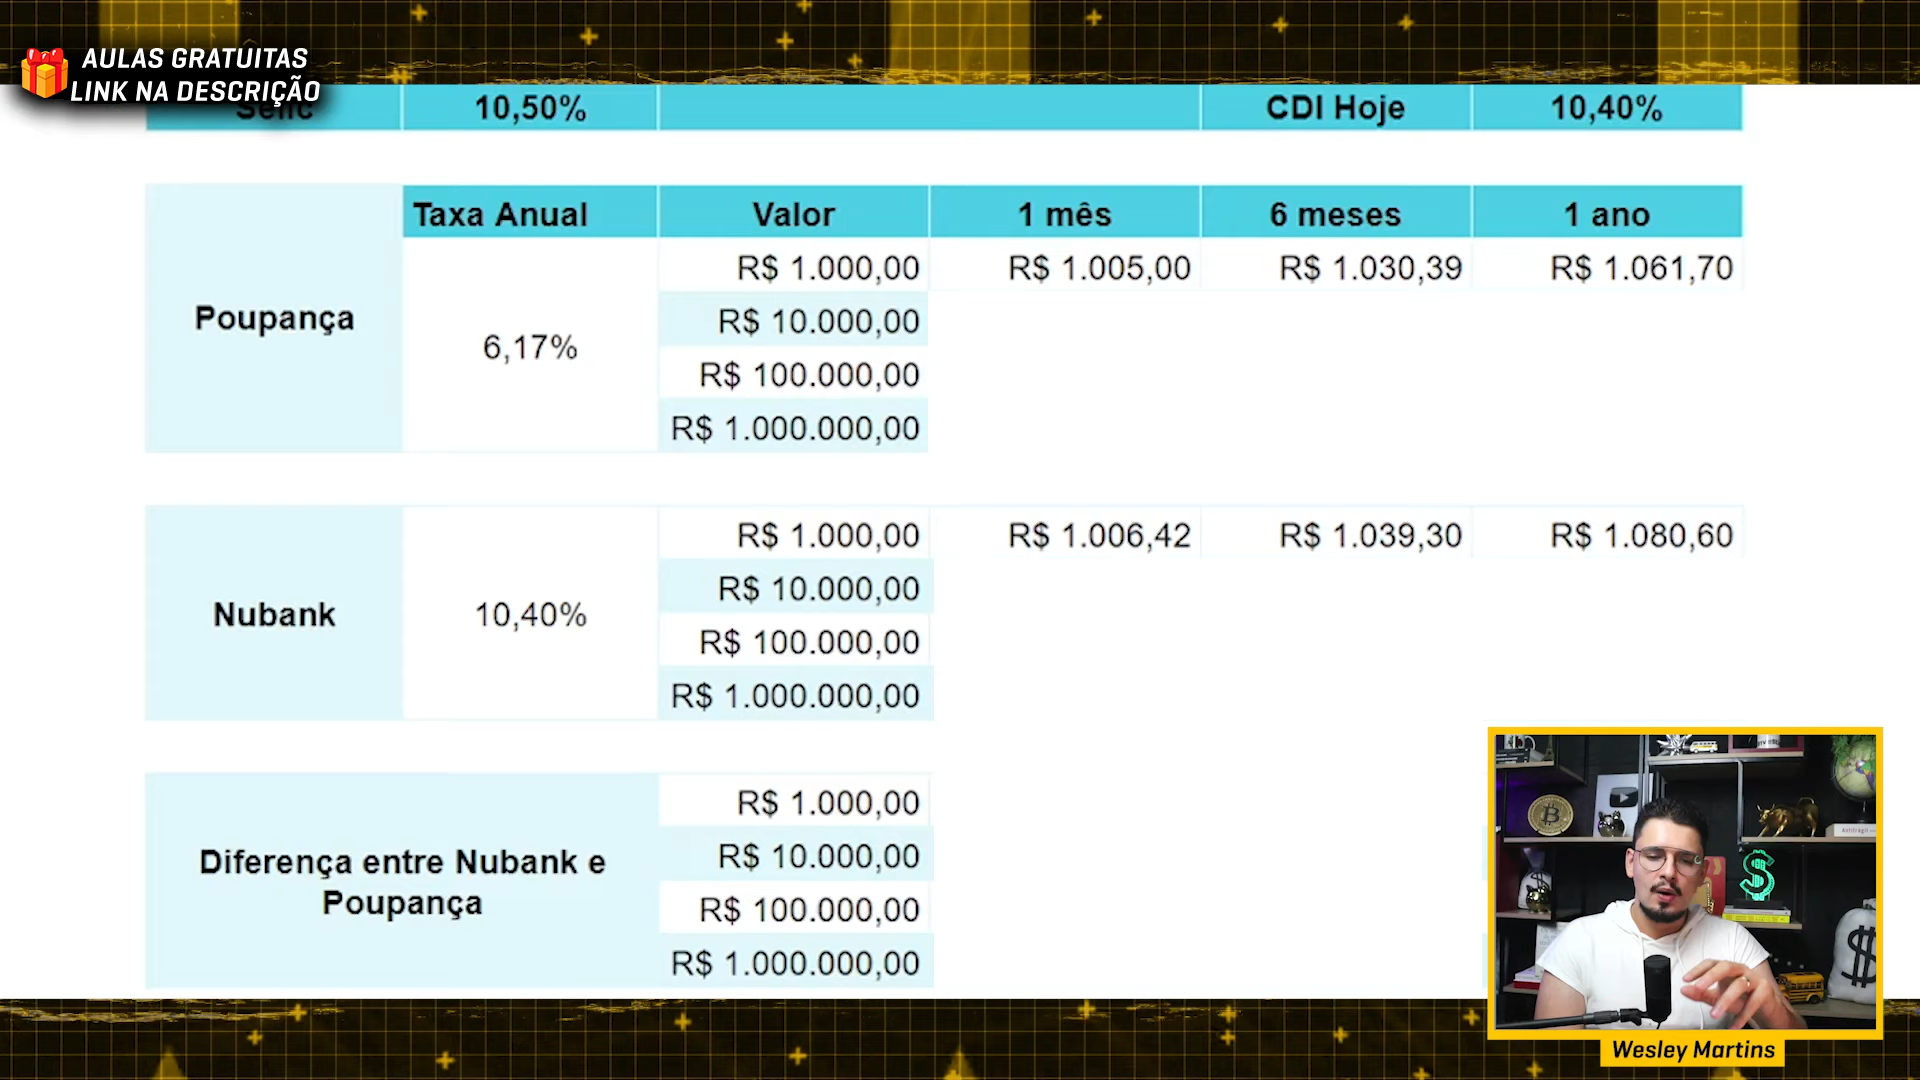 AULAS GRATUITAS
LINK NA DESCRIÇÃO
Selic 10,50% CDI Hoje 10,40%
Taxa Anual Valor 1 mês 6 meses 1 ano
Poupança
6,17%
R$ 1.000,00 R$ 1.005,00 R$ 1.030,39 R$ 1.061,70
R$ 10.000,00
R$ 100.000,00
R$ 1.000.000,00
Nubank
10,40%
R$ 1.000,00 R$ 1.006,42 R$ 1.039,30 R$ 1.080,60
R$ 10.000,00
R$ 100.000,00
R$ 1.000.000,00
Diferença entre Nubank e
Poupança
R$ 1.000,00
R$ 10.000,00
R$ 100.000,00
R$ 1.000.000,00
Wesley Martins